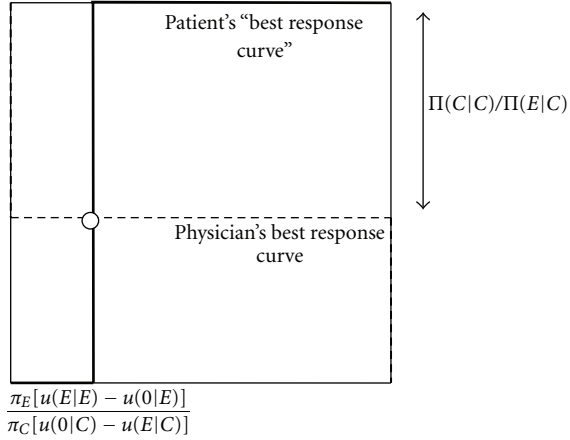 Patient's “best response
curve”
Π(C|C)/Π(E|C)
Physician's best response
curve
π_E[u(E|E) − u(0|E)]
π_C[u(0|C) − u(E|C)]